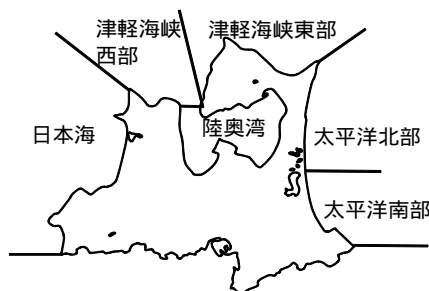 津軽海峡
西部
津軽海峡東部
日本海
陸奥湾
太平洋北部
太平洋南部